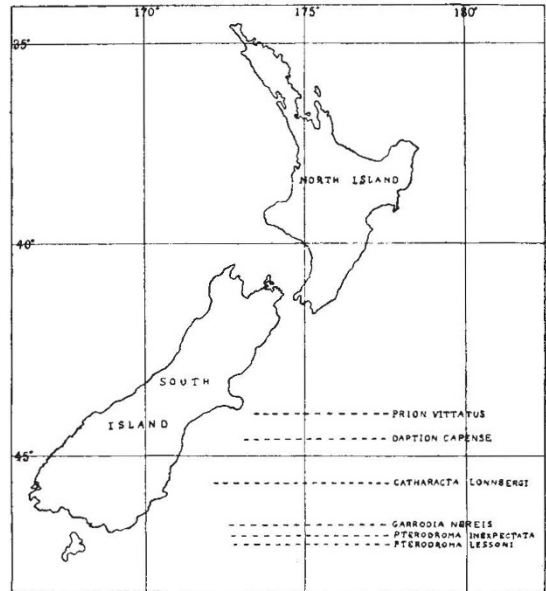 170° 175° 180°
35°
NORTH ISLAND
40°
SOUTH
ISLAND
PRION VITTATUS
DAPTION CAPENSE
45°
CATHARACTA LONNBERGI
GARRODIA NEREIS
PTERODROMA INEXPECTATA
PTERODROMA LESSONI